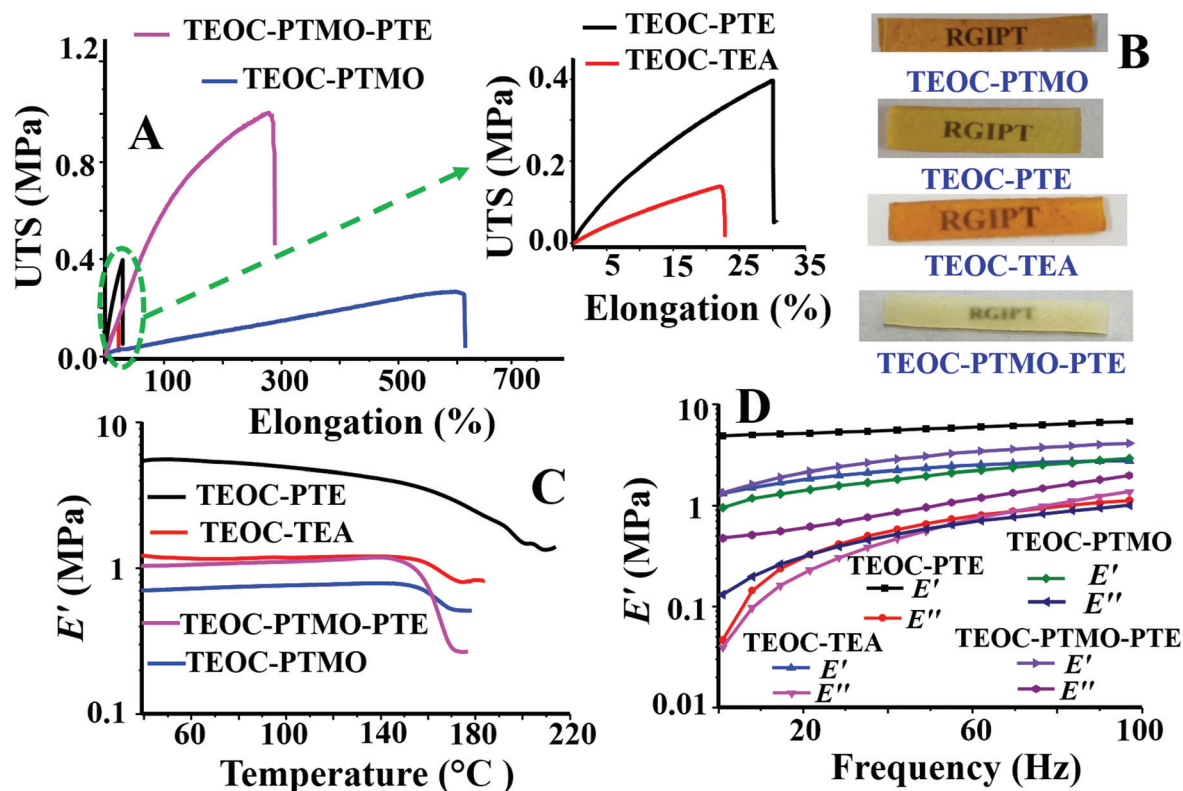 TEOC-PTMO-PTE
TEOC-PTMO
A
UTS (MPa)
1.2
0.8
0.4
0.0
100
300
500
700
Elongation (%)
TEOC-PTE
TEOC-TEA
UTS (MPa)
0.4
0.2
0.0
5
15
25
35
Elongation (%)
B
RGIPT
TEOC-PTMO
RGIPT
TEOC-PTE
RGIPT
TEOC-TEA
RGIPT
TEOC-PTMO-PTE
C
E' (MPa)
10
1
0.1
TEOC-PTE
TEOC-TEA
TEOC-PTMO-PTE
TEOC-PTMO
60
100
140
180
220
Temperature (°C)
D
E' (MPa)
10
1
0.1
0.01
TEOC-PTE
E'
E''
TEOC-PTMO
E'
E''
TEOC-TEA
E'
E''
TEOC-PTMO-PTE
E'
E''
20
60
100
Frequency (Hz)